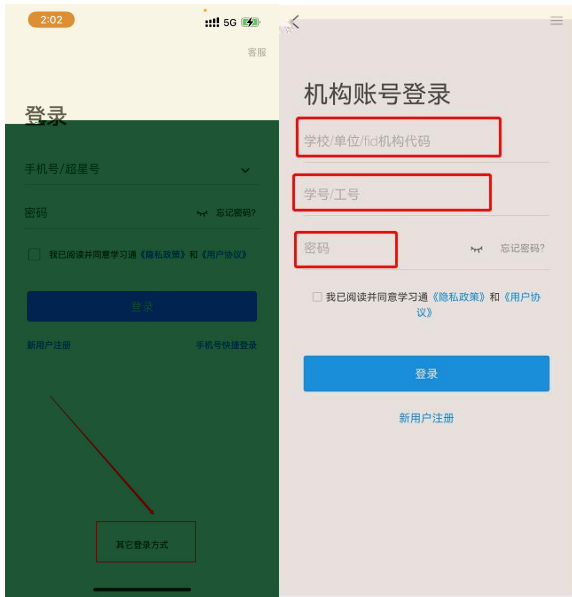 2:02
5G
客服
登录
手机号/超星号
密码
忘记密码?
我已阅读并同意学习通《隐私政策》和《用户协议》
登录
新用户注册
手机号快捷登录
其它登录方式
机构账号登录
学校/单位/fid机构代码
学号/工号
密码
忘记密码?
我已阅读并同意学习通《隐私政策》和《用户协
议》
登录
新用户注册